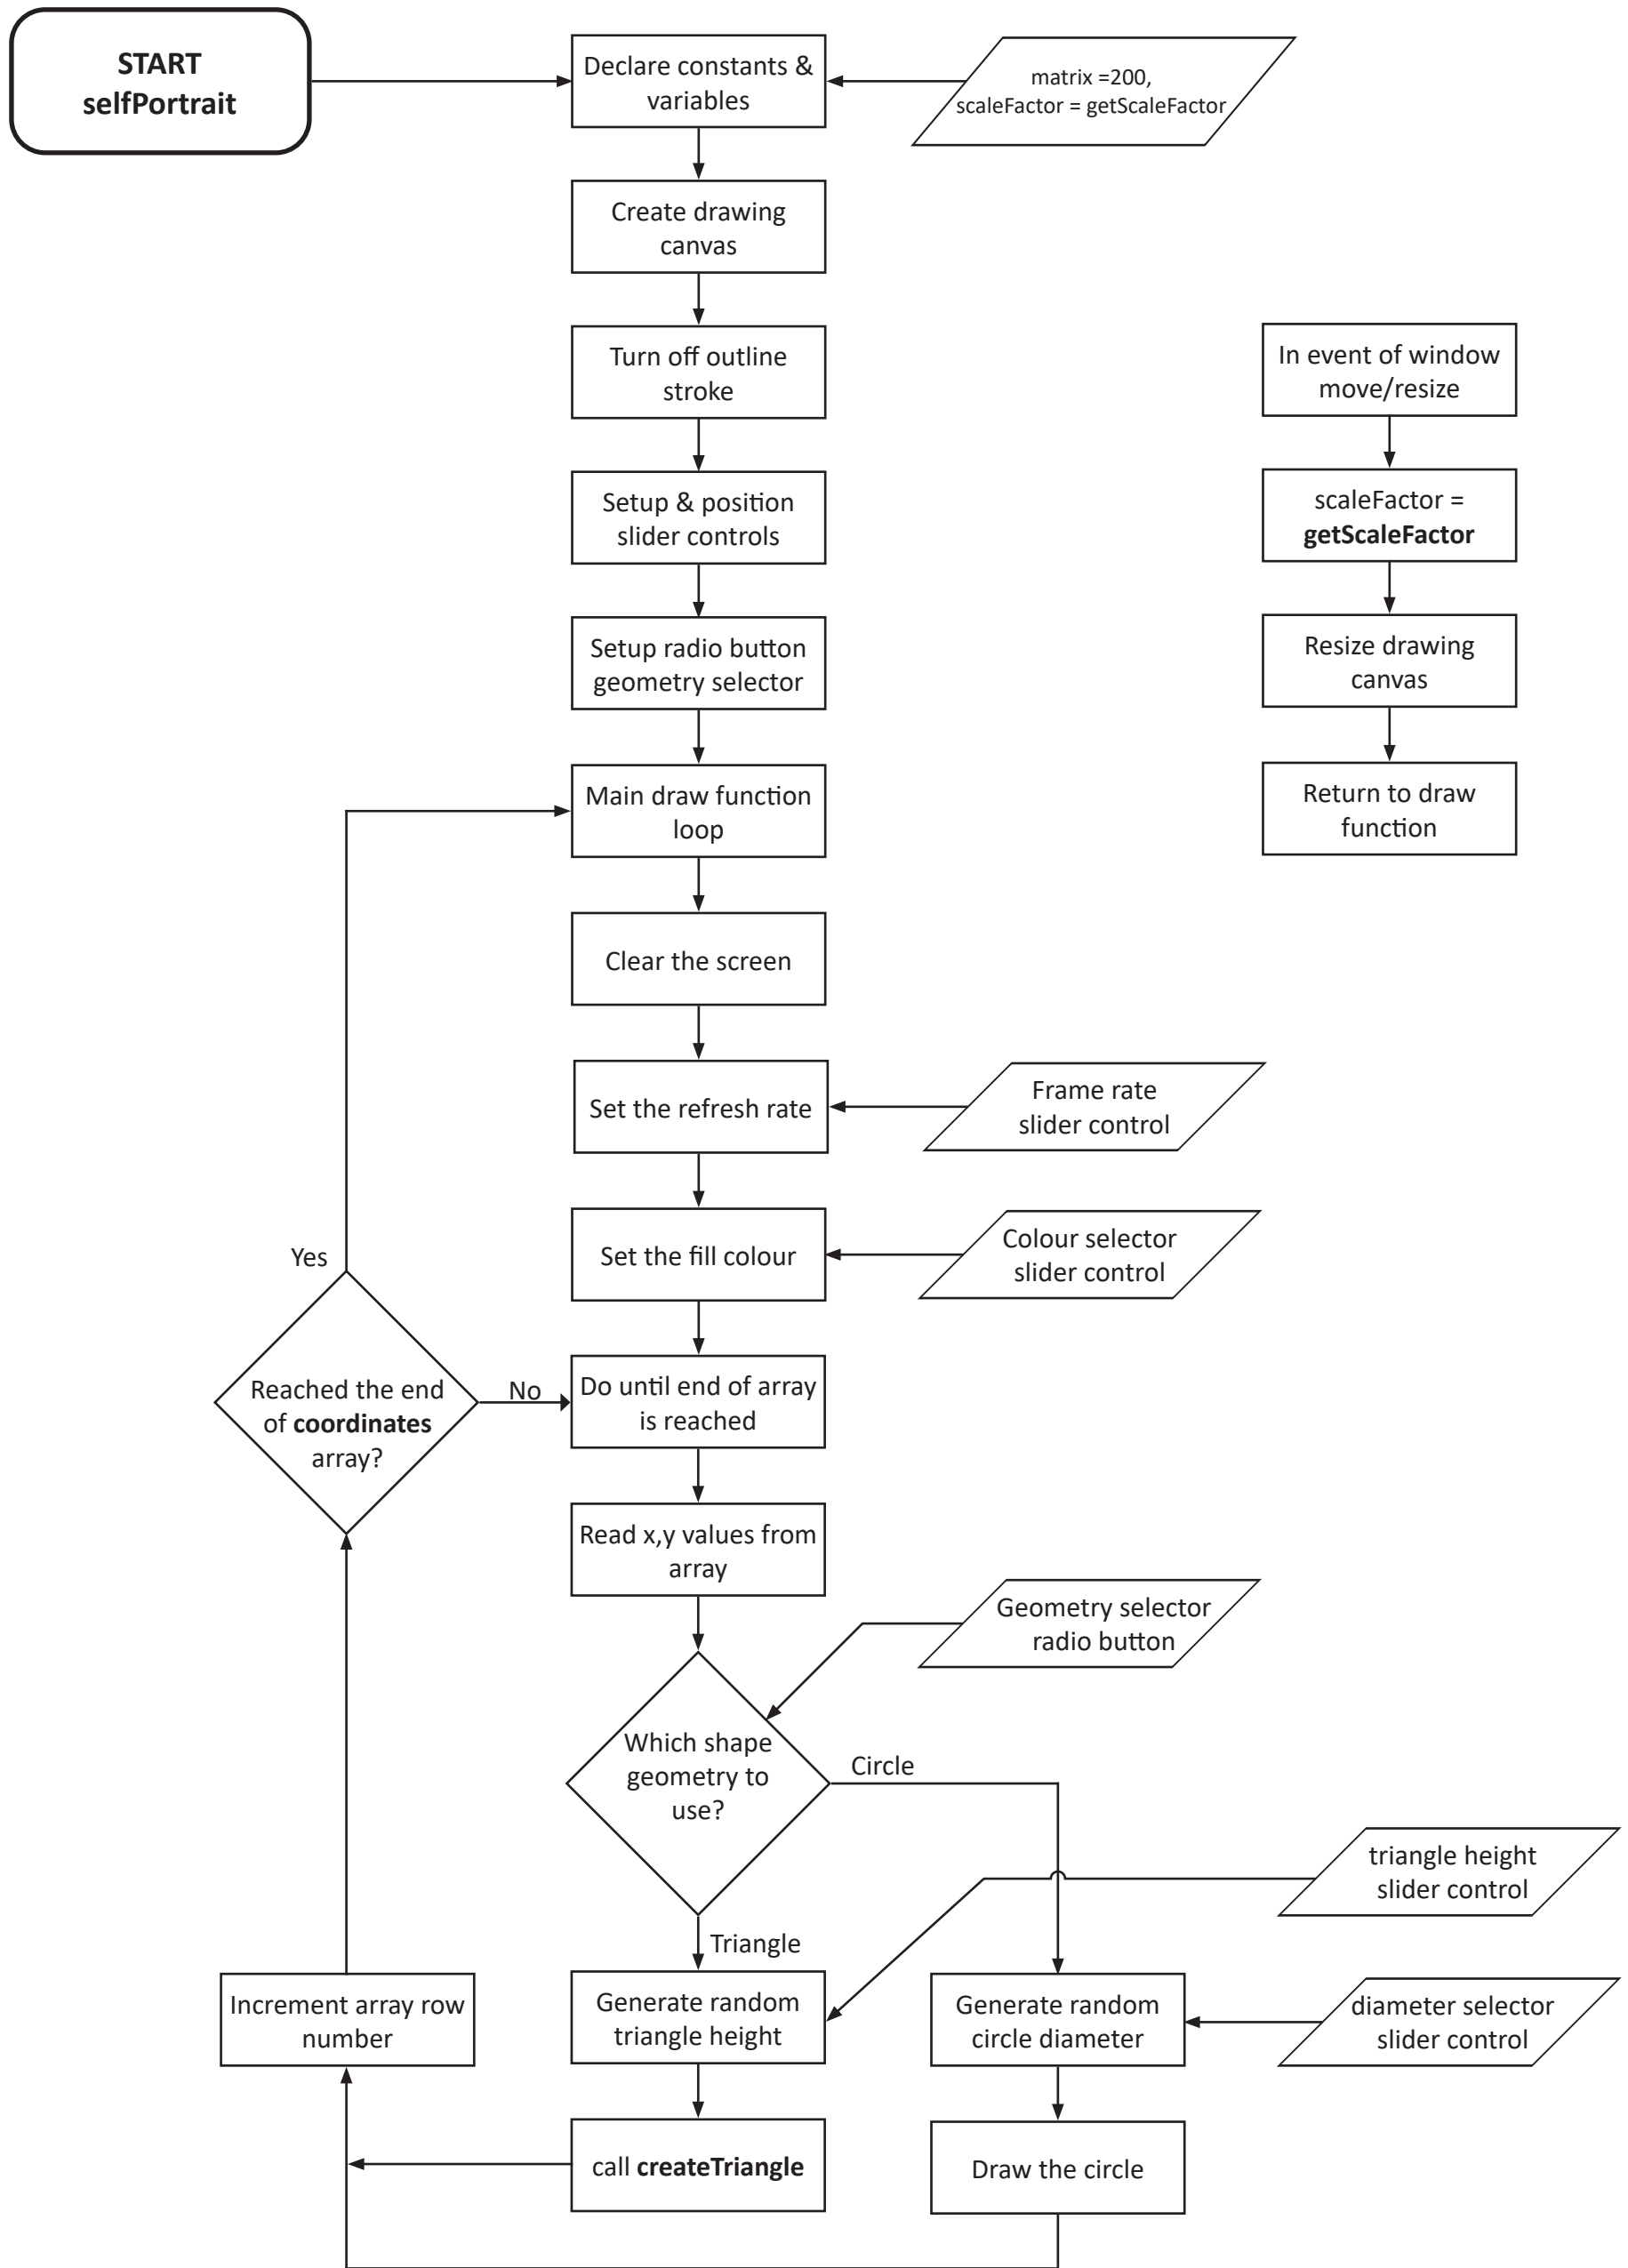 START
selfPortrait
Declare constants &
variables
matrix =200,
scaleFactor = getScaleFactor
Create drawing
canvas
Turn off outline
stroke
In event of window
move/resize
Setup & position
slider controls
scaleFactor =
getScaleFactor
Setup radio button
geometry selector
Resize drawing
canvas
Main draw function
loop
Return to draw
function
Clear the screen
Set the refresh rate
Frame rate
slider control
Set the fill colour
Colour selector
slider control
Yes
Reached the end
of coordinates
array?
No
Do until end of array
is reached
Read x,y values from
array
Geometry selector
radio button
Which shape
geometry to
use?
Circle
triangle height
slider control
Triangle
Increment array row
number
Generate random
triangle height
Generate random
circle diameter
diameter selector
slider control
call createTriangle
Draw the circle